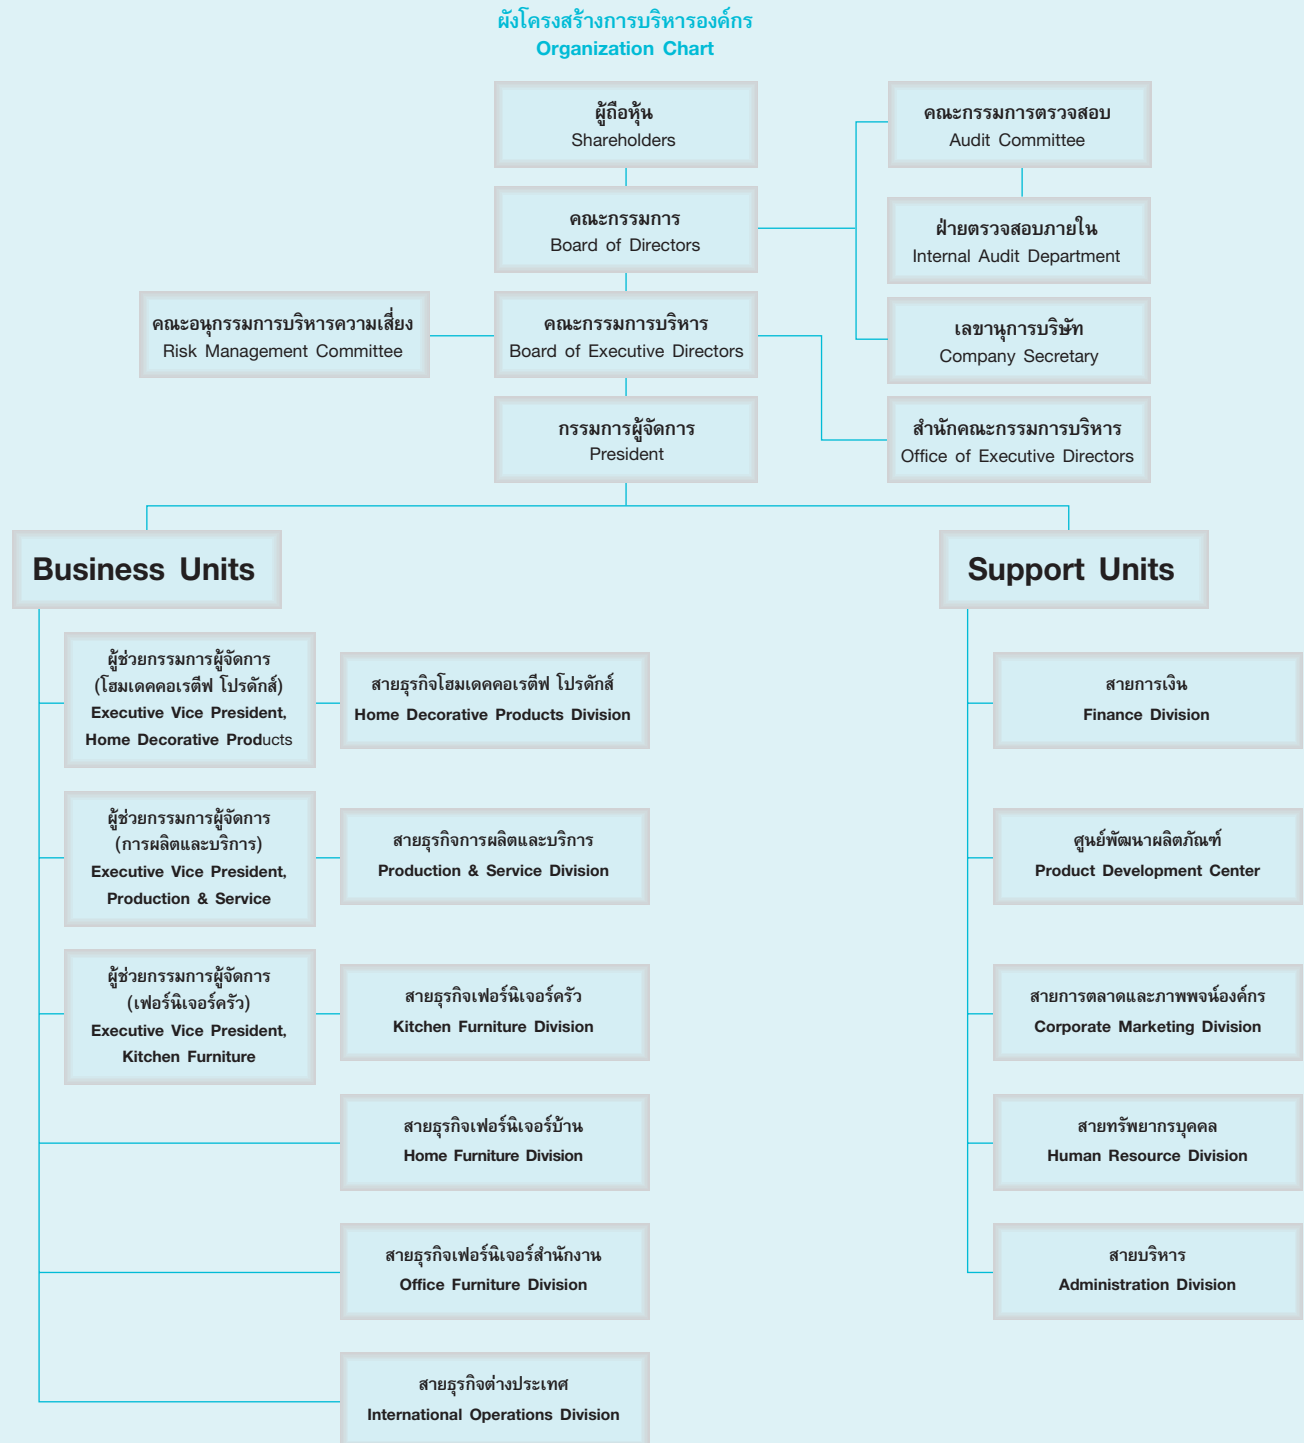 ผังโครงสร้างการบริหารองค์กร
Organization Chart
ผู้ถือหุ้น
Shareholders
คณะกรรมการตรวจสอบ
Audit Committee
คณะกรรมการ
Board of Directors
ฝ่ายตรวจสอบภายใน
Internal Audit Department
คณะอนุกรรมการบริหารความเสี่ยง
Risk Management Committee
คณะกรรมการบริหาร
Board of Executive Directors
เลขานุการบริษัท
Company Secretary
กรรมการผู้จัดการ
President
สำนักคณะกรรมการบริหาร
Office of Executive Directors
Business Units
Support Units
ผู้ช่วยกรรมการผู้จัดการ
(โฮมเดคคอเรตีฟ โปรดักส์)
Executive Vice President,
Home Decorative Products
สายธุรกิจโฮมเดคคอเรตีฟ โปรดักส์
Home Decorative Products Division
สายการเงิน
Finance Division
ผู้ช่วยกรรมการผู้จัดการ
(การผลิตและบริการ)
Executive Vice President,
Production & Service
สายธุรกิจการผลิตและบริการ
Production & Service Division
ศูนย์พัฒนาผลิตภัณฑ์
Product Development Center
ผู้ช่วยกรรมการผู้จัดการ
(เฟอร์นิเจอร์ครัว)
Executive Vice President,
Kitchen Furniture
สายธุรกิจเฟอร์นิเจอร์ครัว
Kitchen Furniture Division
สายการตลาดและภาพพจน์องค์กร
Corporate Marketing Division
สายธุรกิจเฟอร์นิเจอร์บ้าน
Home Furniture Division
สายทรัพยากรบุคคล
Human Resource Division
สายธุรกิจเฟอร์นิเจอร์สำนักงาน
Office Furniture Division
สายบริหาร
Administration Division
สายธุรกิจต่างประเทศ
International Operations Division